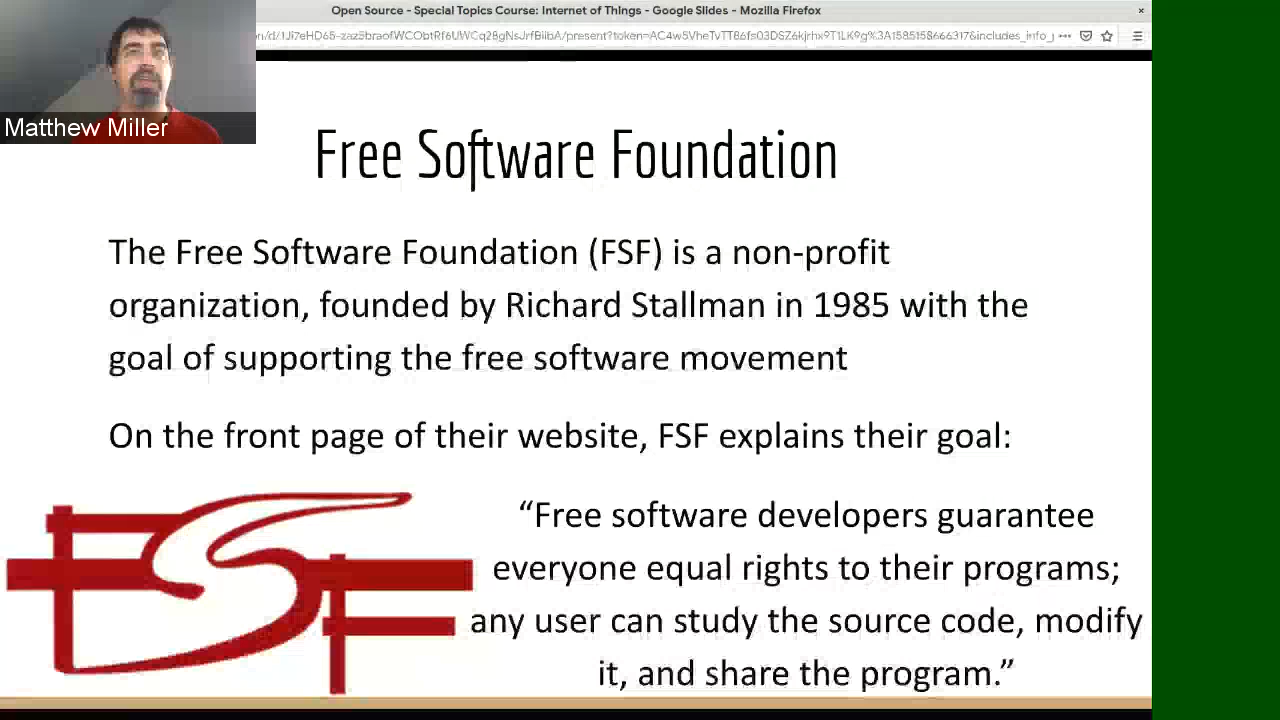 Open Source - Special Topics Course: Internet of Things - Google Slides - Mozilla Firefox
Matthew Miller
Free Software Foundation
The Free Software Foundation (FSF) is a non-profit
organization, founded by Richard Stallman in 1985 with the
goal of supporting the free software movement
On the front page of their website, FSF explains their goal:
FSF
“Free software developers guarantee
everyone equal rights to their programs;
any user can study the source code, modify
it, and share the program.”